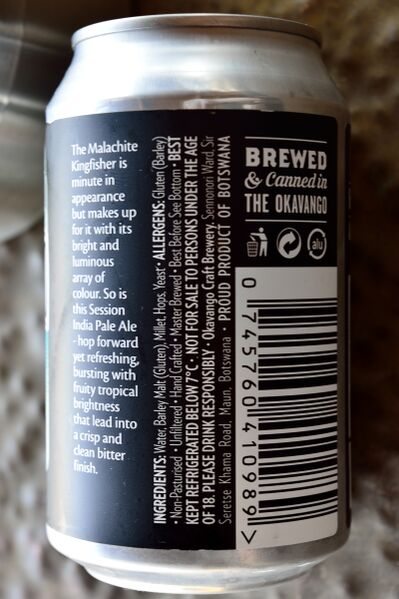 The Malachite
Kingfisher is
minute in
appearance
but makes up
for it with its
bright and
luminous
array of
colour. So is
this Session
India Pale Ale
- hop forward
yet refreshing,
bursting with
fruity tropical
brightness
that lead into
a crisp and
clean bitter
finish.
INGREDIENTS: Water, Barley Malt (Gluten), Millet, Hops, Yeast • ALLERGENS: Gluten (Barley)
• Non-Pasturised • Unfiltered • Hand Crafted • Master Brewed • Best Before See Bottom • BEST
KEPT REFRIGERATED BELOW 7°C • NOT FOR SALE TO PERSONS UNDER THE AGE
OF 18. PLEASE DRINK RESPONSIBLY • Okavango Craft Brewery, Sennonori Ward, Sir
Seretse Khama Road, Maun, Botswana • PROUD PRODUCT OF BOTSWANA
BREWED
& Canned in
THE OKAVANGO
alu
0 745760 410989 >